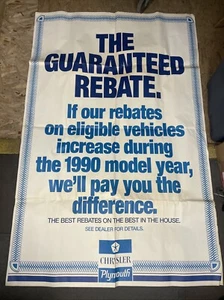 THE
GUARANTEED
REBATE.
If our rebates
on eligible vehicles
increase during
the 1990 model year,
we'll pay you the
difference.
THE BEST REBATES ON THE BEST IN THE HOUSE.
SEE DEALER FOR DETAILS.
CHRYSLER
Plymouth